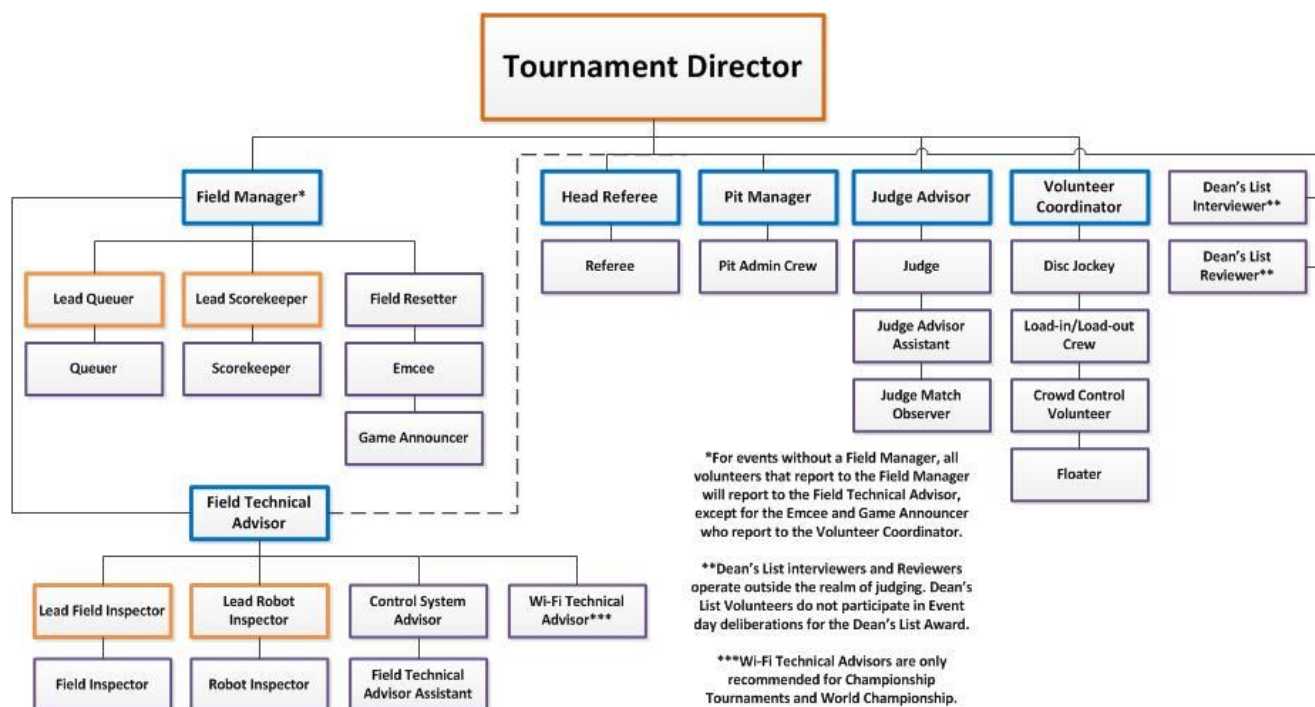 Tournament Director
Field Manager*
Head Referee
Pit Manager
Judge Advisor
Volunteer
Coordinator
Dean's List
Interviewer**
Referee
Pit Admin Crew
Judge
Disc Jockey
Dean's List
Reviewer**
Lead Queuer
Lead Scorekeeper
Field Resetter
Judge Advisor
Assistant
Load-in/Load-out
Crew
Queuer
Scorekeeper
Emcee
Judge Match
Observer
Crowd Control
Volunteer
Game Announcer
Floater
*For events without a Field Manager, all
volunteers that report to the Field Manager
will report to the Field Technical Advisor,
except for the Emcee and Game Announcer
who report to the Volunteer Coordinator.
Field Technical
Advisor
**Dean's List interviewers and Reviewers
operate outside the realm of judging. Dean's
List Volunteers do not participate in Event
day deliberations for the Dean's List Award.
Lead Field Inspector
Lead Robot
Inspector
Control System
Advisor
Wi-Fi Technical
Advisor***
Field Inspector
Robot Inspector
Field Technical
Advisor Assistant
***Wi-Fi Technical Advisors are only
recommended for Championship
Tournaments and World Championship.